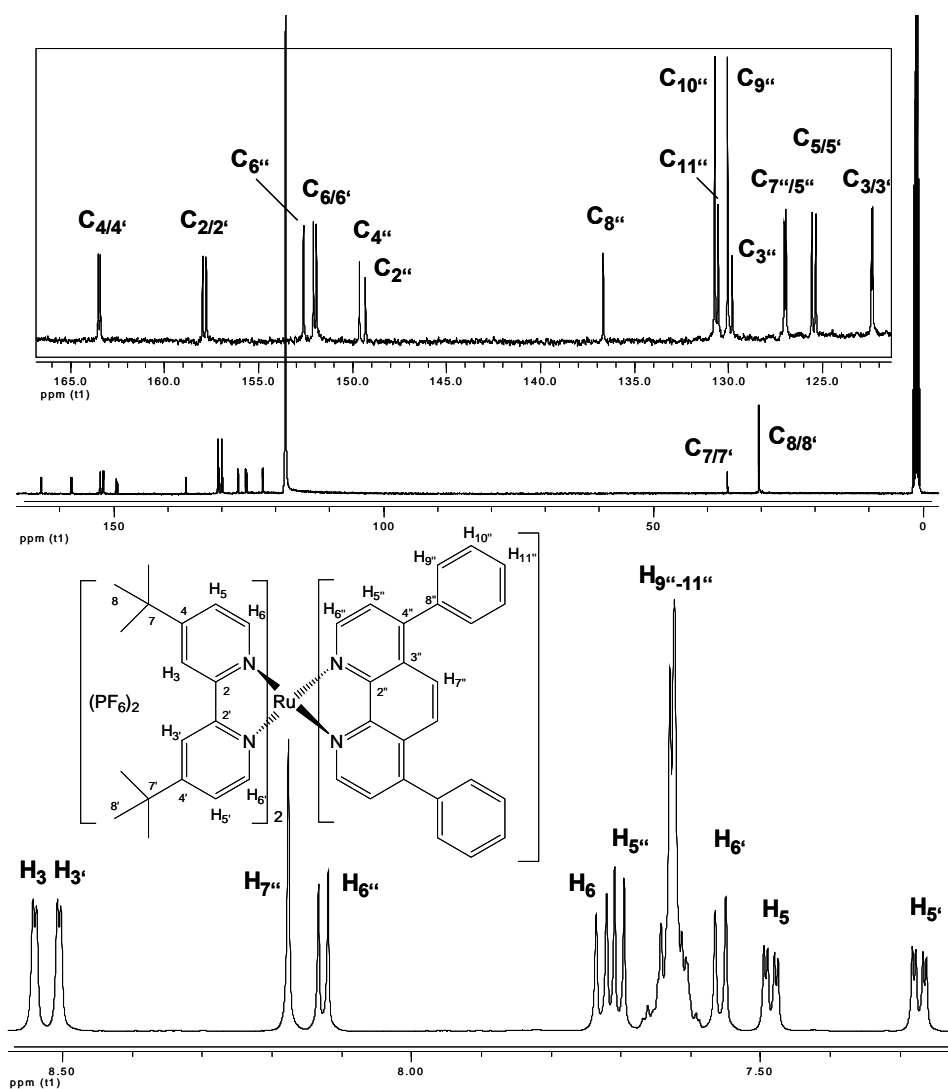 C10“
C9“
C6“
C11“
C5/5‘
C6/6‘
C7“/5“
C3/3‘
C4/4‘
C2/2‘
C4“
C8“
C2“
C3“
165.0 160.0 155.0 150.0 145.0 140.0 135.0 130.0 125.0
ppm (t1)
C7/7‘
C8/8‘
150 100 50 0
ppm (t1)
H10"
H9"
H11"
H9“-11“
8
H5
H5"
8"
4
H6
H6"
4"
7
N
N
3"
H3
2
H7"
2"
(PF6)2
Ru
2'
H3'
N
N
7'
8'
4'
H6'
H5'
2
H3
H3‘
H7“
H6“
H6
H5“
H6‘
H5
H5‘
8.50 8.00 7.50
ppm (t1)